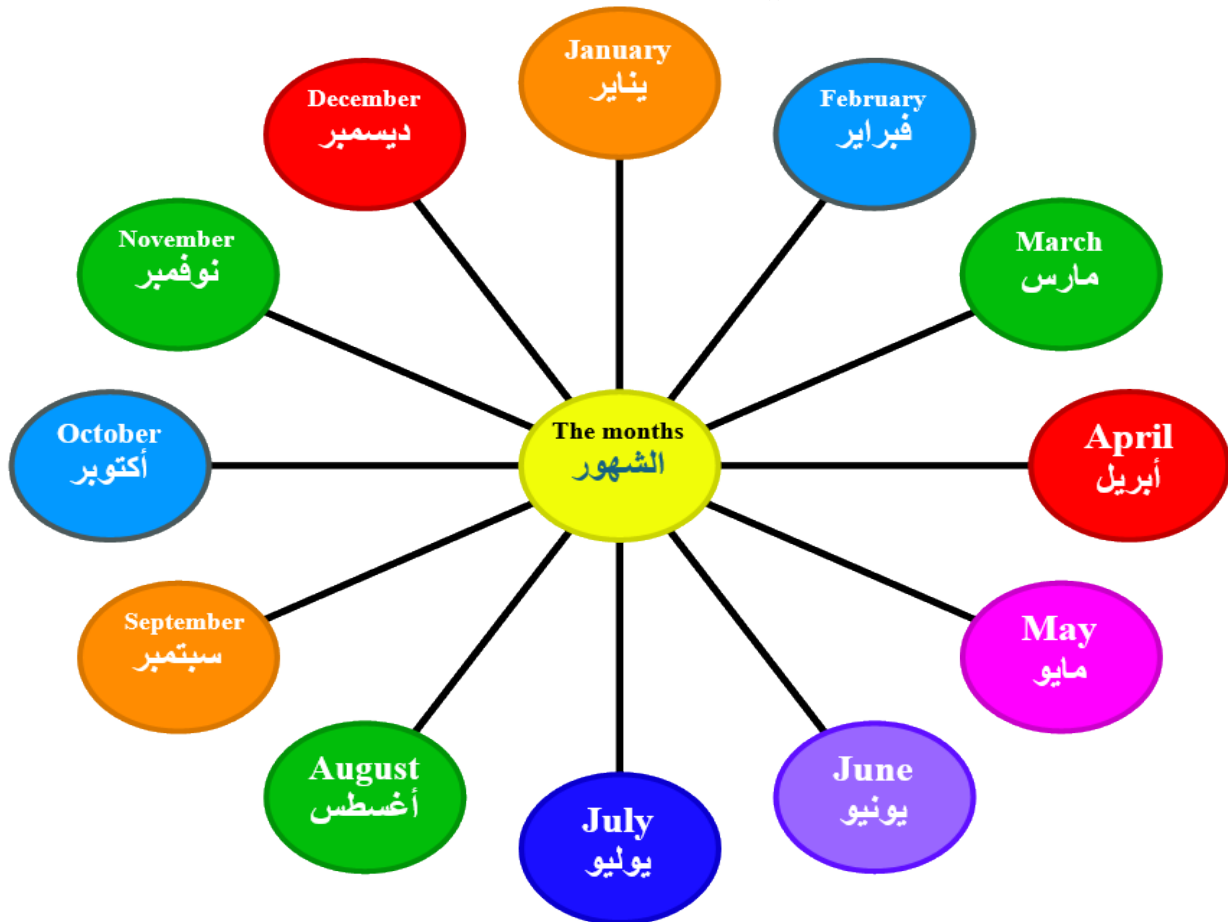 January
يناير
February
فبراير
March
مارس
April
أبريل
May
مايو
June
يونيو
July
يوليو
August
أغسطس
September
سبتمبر
October
أكتوبر
November
نوفمبر
December
ديسمبر
The months
الشهور